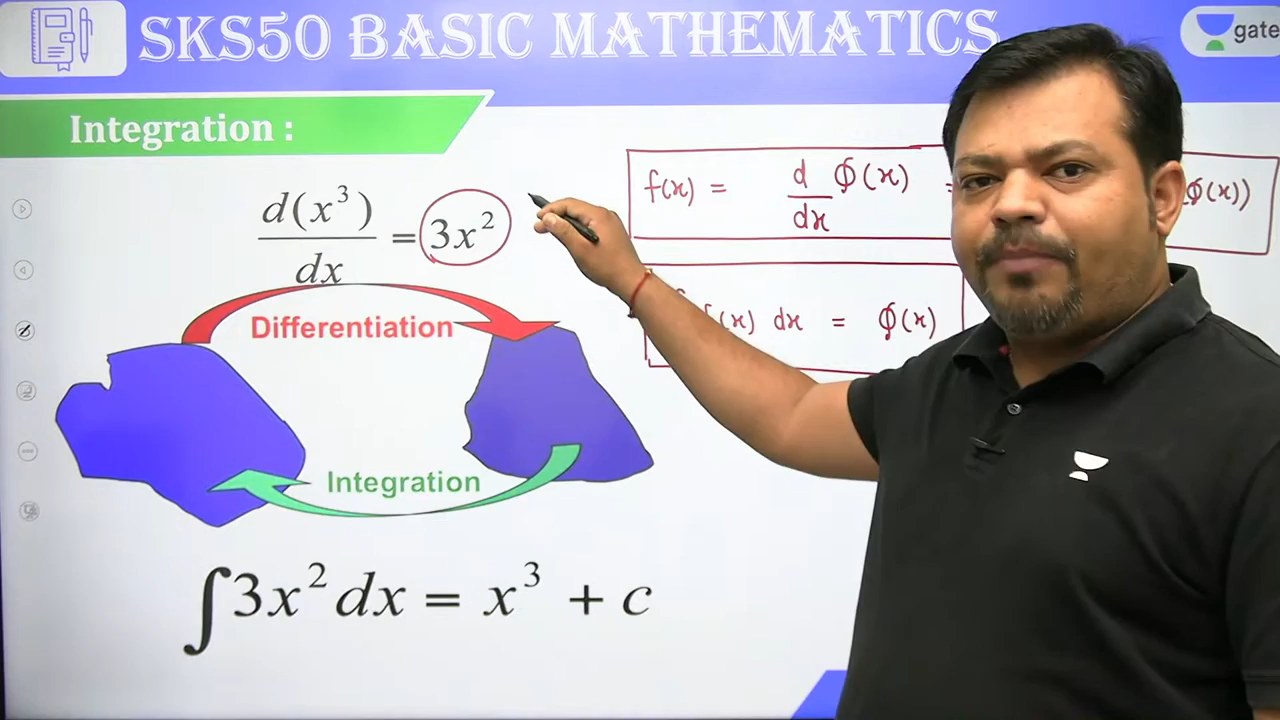 SKS50 BASIC MATHEMATICS
gate
Integration :
d(x³)
dx
= 3x²
f(x) = d
dx
Φ(x) =
Φ(x))
Differentiation
f(x) dx = Φ(x)
Integration
∫3x² dx = x³ + c